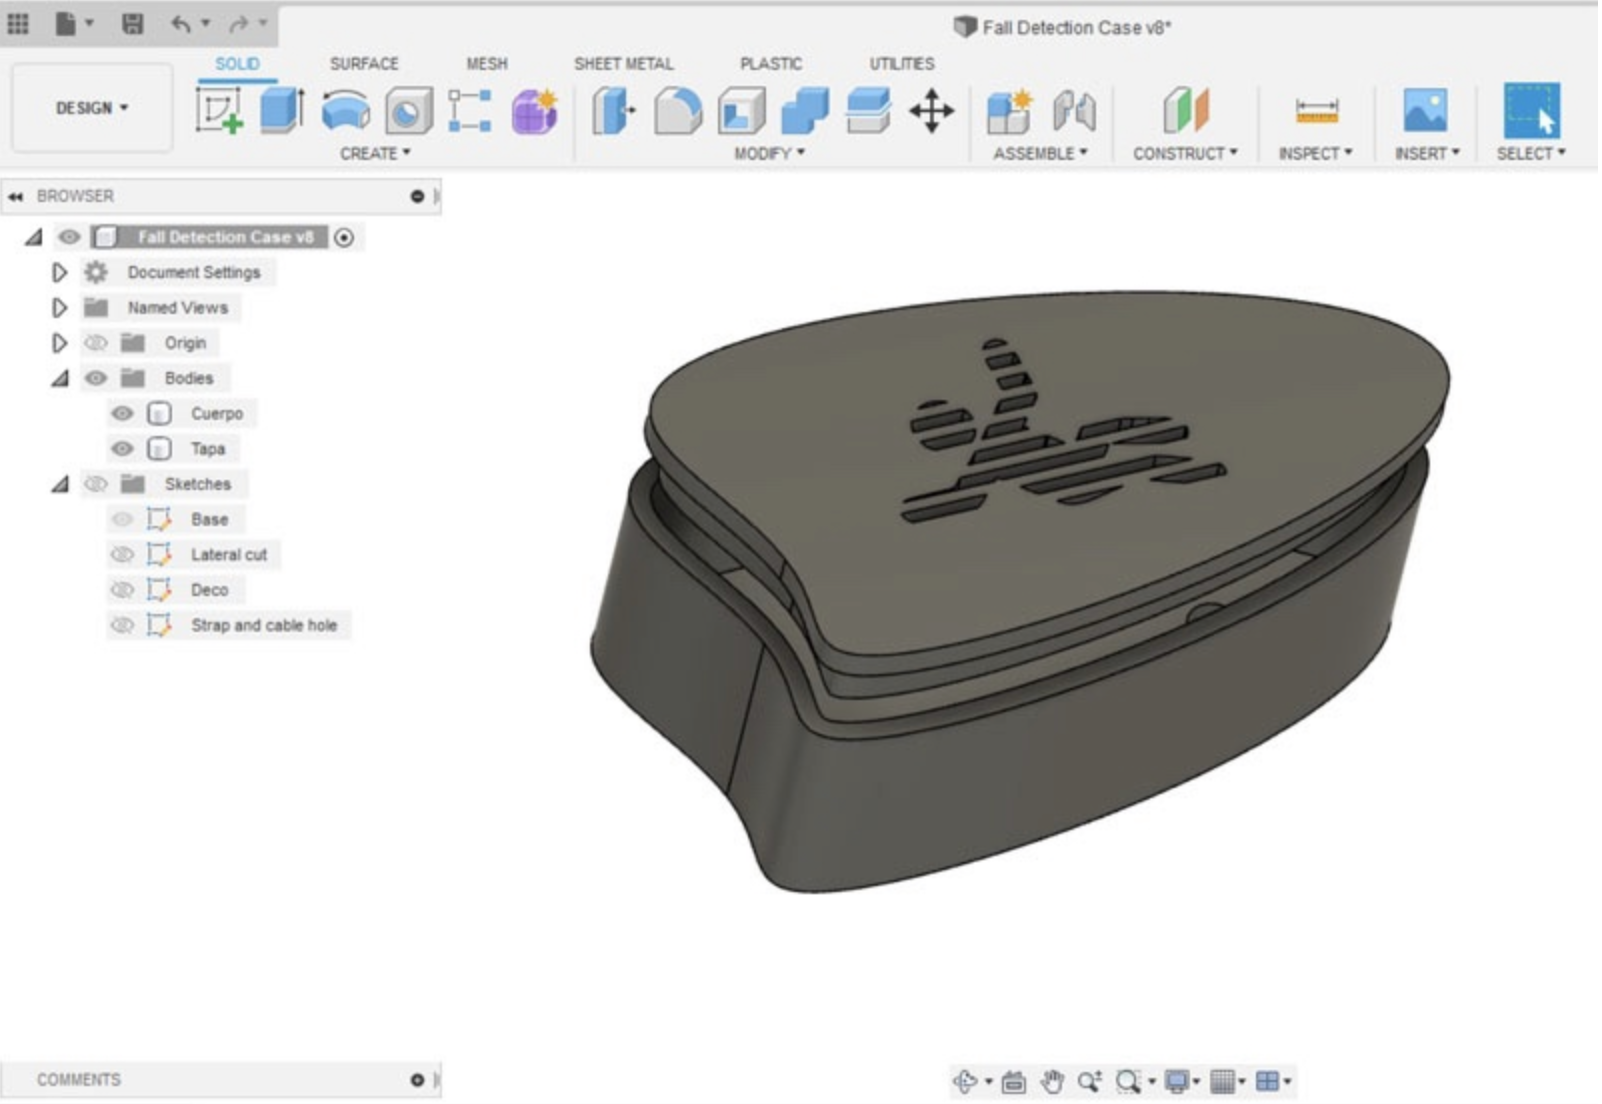 Fall Detection Case v8*
SOLID SURFACE MESH SHEET METAL PLASTIC UTILITIES
DESIGN
CREATE MODIFY ASSEMBLE CONSTRUCT INSPECT INSERT SELECT
BROWSER
Fall Detection Case v8
Document Settings
Named Views
Origin
Bodies
Cuerpo
Tapa
Sketches
Base
Lateral cut
Deco
Strap and cable hole
COMMENTS